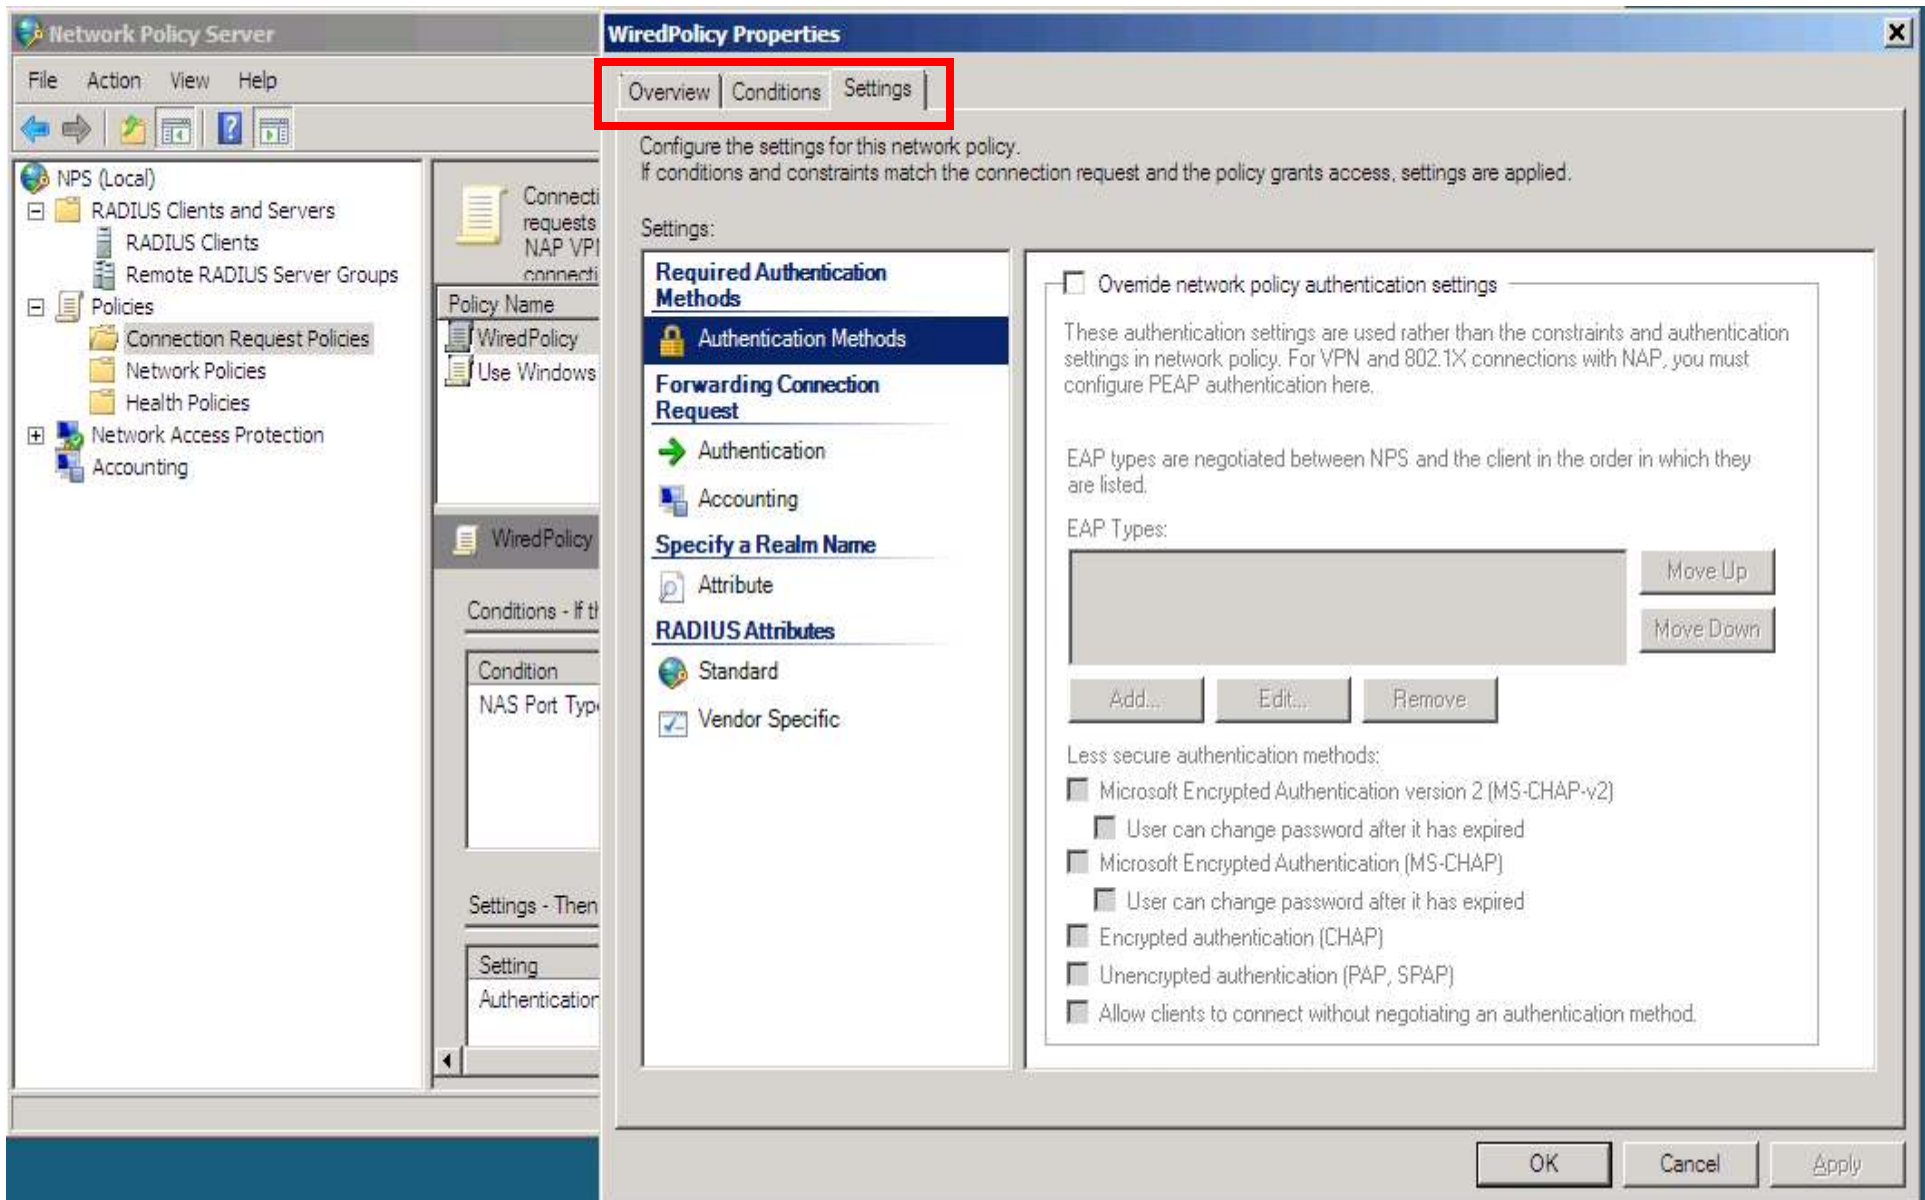 Network Policy Server
File Action View Help
NPS (Local)
RADIUS Clients and Servers
RADIUS Clients
Remote RADIUS Server Groups
Policies
Connection Request Policies
Network Policies
Health Policies
Network Access Protection
Accounting
Connecti
requests
NAP VPN
connecti
Policy Name
WiredPolicy
Use Windows
WiredPolicy
Conditions - If th
Condition
NAS Port Type
Settings - Then
Setting
Authentication
WiredPolicy Properties
Overview Conditions Settings
Configure the settings for this network policy.
If conditions and constraints match the connection request and the policy grants access, settings are applied.
Settings:
Required Authentication
Methods
Authentication Methods
Forwarding Connection
Request
Authentication
Accounting
Specify a Realm Name
Attribute
RADIUS Attributes
Standard
Vendor Specific
Override network policy authentication settings
These authentication settings are used rather than the constraints and authentication
settings in network policy. For VPN and 802.1X connections with NAP, you must
configure PEAP authentication here.
EAP types are negotiated between NPS and the client in the order in which they
are listed.
EAP Types:
Move Up
Move Down
Add... Edit... Remove
Less secure authentication methods:
Microsoft Encrypted Authentication version 2 (MS-CHAP-v2)
User can change password after it has expired
Microsoft Encrypted Authentication (MS-CHAP)
User can change password after it has expired
Encrypted authentication (CHAP)
Unencrypted authentication (PAP, SPAP)
Allow clients to connect without negotiating an authentication method.
OK Cancel Apply